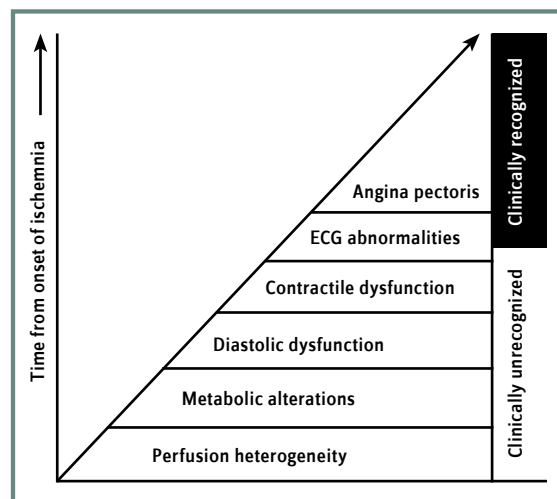 Time from onset of ischemnia
Angina pectoris
ECG abnormalities
Contractile dysfunction
Diastolic dysfunction
Metabolic alterations
Perfusion heterogeneity
Clinically recognized
Clinically unrecognized